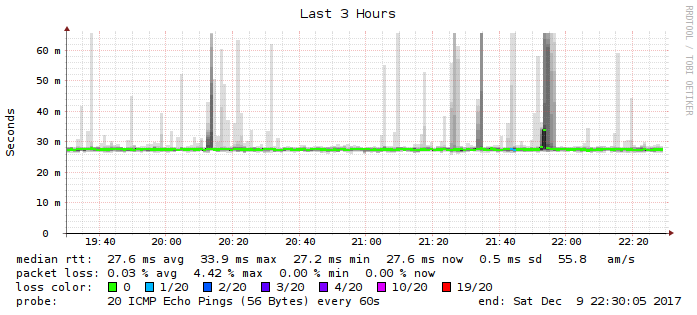 Last 3 Hours
RRDTOOL / TOBI OETIKER
Seconds
60 m
50 m
40 m
30 m
20 m
10 m
0
19:40 20:00 20:20 20:40 21:00 21:20 21:40 22:00 22:20
median rtt: 27.6 ms avg 33.9 ms max 27.2 ms min 27.6 ms now 0.5 ms sd 55.8 am/s
packet loss: 0.03 % avg 4.42 % max 0.00 % min 0.00 % now
loss color: 0 1/20 2/20 3/20 4/20 10/20 19/20
probe: 20 ICMP Echo Pings (56 Bytes) every 60s end: Sat Dec 9 22:30:05 2017